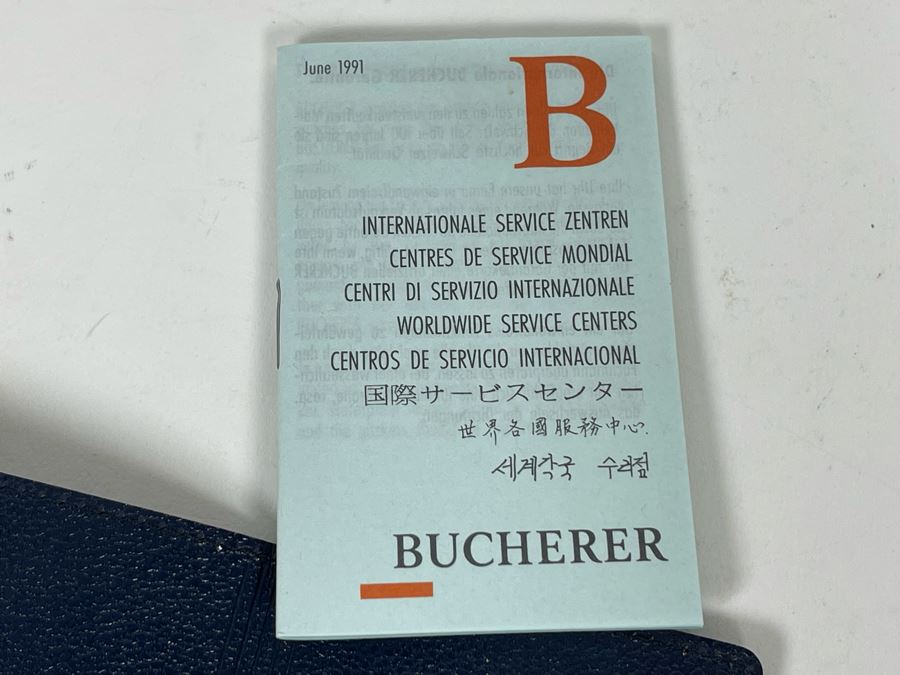 June 1991
B
INTERNATIONALE SERVICE ZENTREN
CENTRES DE SERVICE MONDIAL
CENTRI DI SERVIZIO INTERNAZIONALE
WORLDWIDE SERVICE CENTERS
CENTROS DE SERVICIO INTERNACIONAL
国際サービスセンター
世界各國服務中心.
세계각국 수리점
BUCHERER